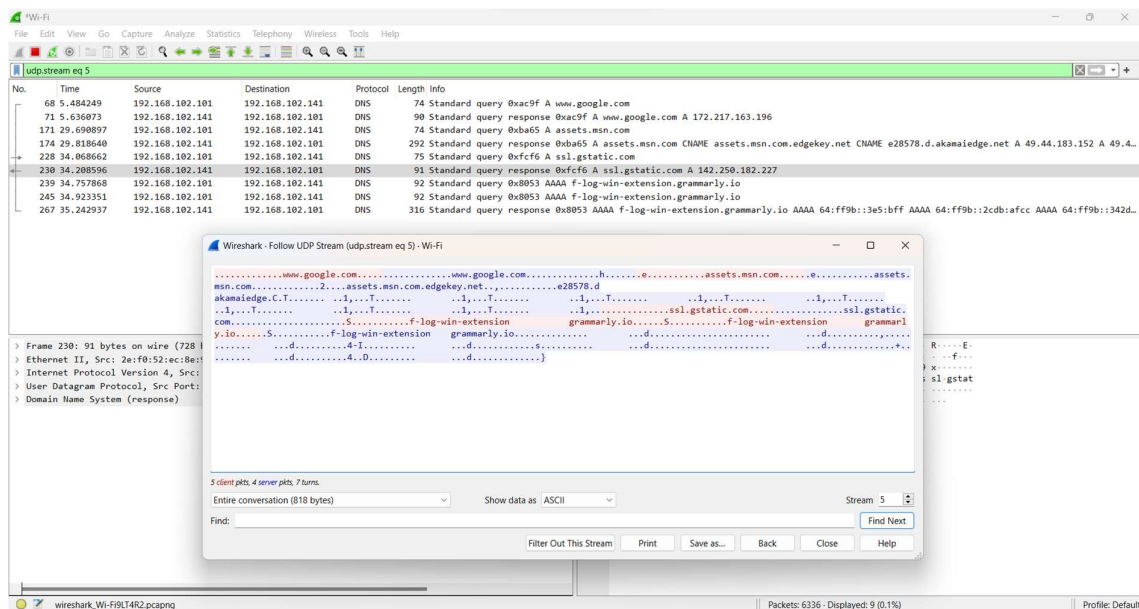 *Wi-Fi
File Edit View Go Capture Analyze Statistics Telephony Wireless Tools Help
udp.stream eq 5
No. Time Source Destination Protocol Length Info
68 5.484249 192.168.102.101 192.168.102.141 DNS 74 Standard query 0xac9f A www.google.com
71 5.636073 192.168.102.141 192.168.102.101 DNS 90 Standard query response 0xac9f A www.google.com A 172.217.163.196
171 29.690897 192.168.102.101 192.168.102.141 DNS 74 Standard query 0xba65 A assets.msn.com
174 29.818640 192.168.102.141 192.168.102.101 DNS 292 Standard query response 0xba65 A assets.msn.com CNAME assets.msn.com.edgekey.net CNAME e28578.d.akamaiedge.net A 49.44.183.152 A 49.4…
228 34.068662 192.168.102.101 192.168.102.141 DNS 75 Standard query 0xfcf6 A ssl.gstatic.com
230 34.208596 192.168.102.141 192.168.102.101 DNS 91 Standard query response 0xfcf6 A ssl.gstatic.com A 142.250.182.227
239 34.757868 192.168.102.101 192.168.102.141 DNS 92 Standard query 0x8053 AAAA f-log-win-extension.grammarly.io
245 34.923351 192.168.102.101 192.168.102.141 DNS 92 Standard query 0x8053 AAAA f-log-win-extension.grammarly.io
267 35.242937 192.168.102.141 192.168.102.101 DNS 316 Standard query response 0x8053 AAAA f-log-win-extension.grammarly.io AAAA 64:ff9b::3e5:bff AAAA 64:ff9b::2cdb:afcc AAAA 64:ff9b::342d…
Wireshark · Follow UDP Stream (udp.stream eq 5) · Wi-Fi
.............www.google.com.................www.google.com.............h.......e...........assets.msn.com......e...........assets.
msn.com...........2....assets.msn.com.edgekey.net..,...........e28578.d
akamaiedge.C.T....... ..1,...T....... ..1,...T....... ..1,...T....... ..1,...T....... ..1,...T.......
..1,...T....... ..1,...T....... ..1,...T....... ..1,..............ssl.gstatic.com.................ssl.gstatic.
com....................S...........f-log-win-extension grammarly.io......S...........f-log-win-extension grammarl
y.io......S...........f-log-win-extension grammarly.io............
Frame 230: 91 bytes on wire (728
Ethernet II, Src: 2e:f0:52:ec:8e:
Internet Protocol Version 4, Src:
User Datagram Protocol, Src Port:
Domain Name System (response)
sl·gstat
5 client pkts, 4 server pkts, 7 turns.
Entire conversation (818 bytes) Show data as ASCII Stream 5
Find: Find Next
Filter Out This Stream Print Save as… Back Close Help
wireshark_Wi-Fi9LT4R2.pcapng Packets: 6336 · Displayed: 9 (0.1%) Profile: Default